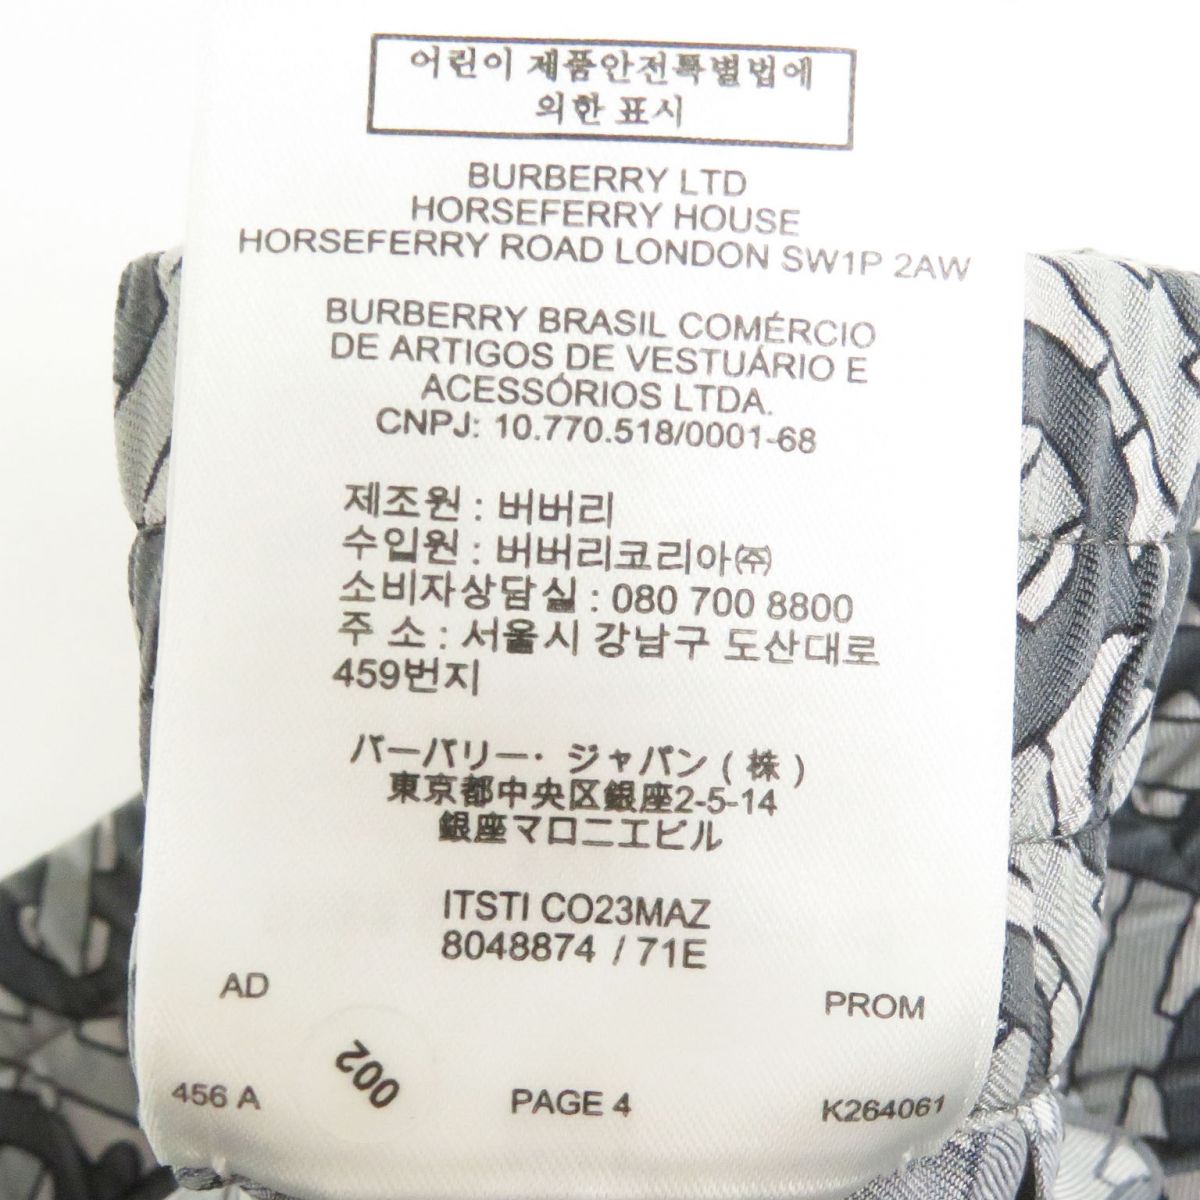 어린이 제품안전특별법에
의한 표시
BURBERRY LTD
HORSEFERRY HOUSE
HORSEFERRY ROAD LONDON SW1P 2AW
BURBERRY BRASIL COMÉRCIO
DE ARTIGOS DE VESTUÁRIO E
ACESSÓRIOS LTDA.
CNPJ: 10.770.518/0001-68
제조원 : 버버리
수입원 : 버버리코리아㈜
소비자상담실 : 080 700 8800
주 소 : 서울시 강남구 도산대로
459번지
バーバリー・ジャパン ( 株 )
東京都中央区銀座2-5-14
銀座マロニエビル
ITSTI CO23MAZ
8048874 / 71E
AD
PROM
002
456 A
PAGE 4
K264061